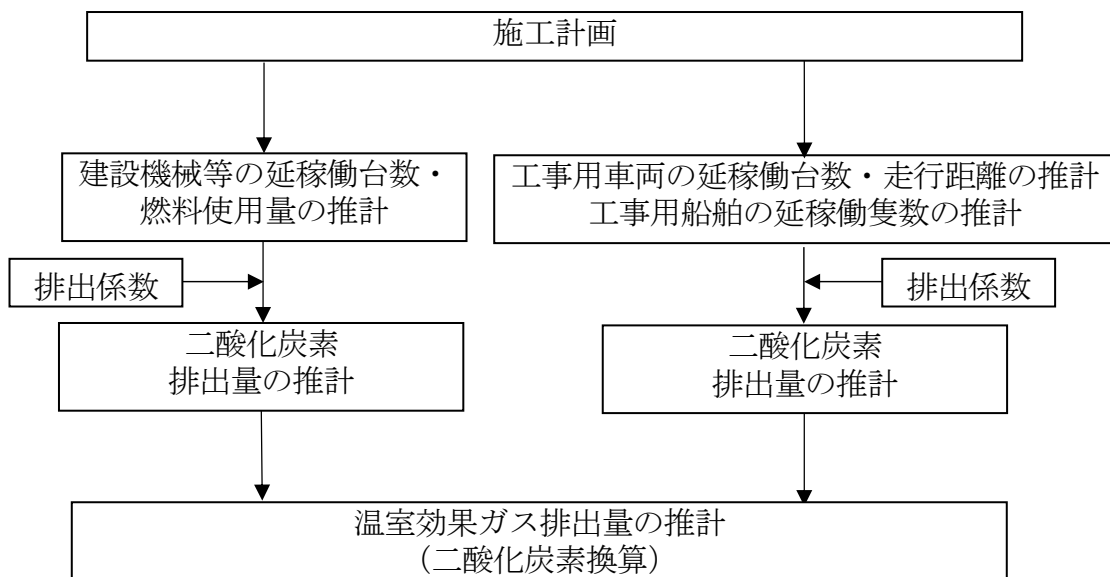 施工計画
建設機械等の延稼働台数・
燃料使用量の推計
工事用車両の延稼働台数・走行距離の推計
工事用船舶の延稼働隻数の推計
排出係数
排出係数
二酸化炭素
排出量の推計
二酸化炭素
排出量の推計
温室効果ガス排出量の推計
(二酸化炭素換算)